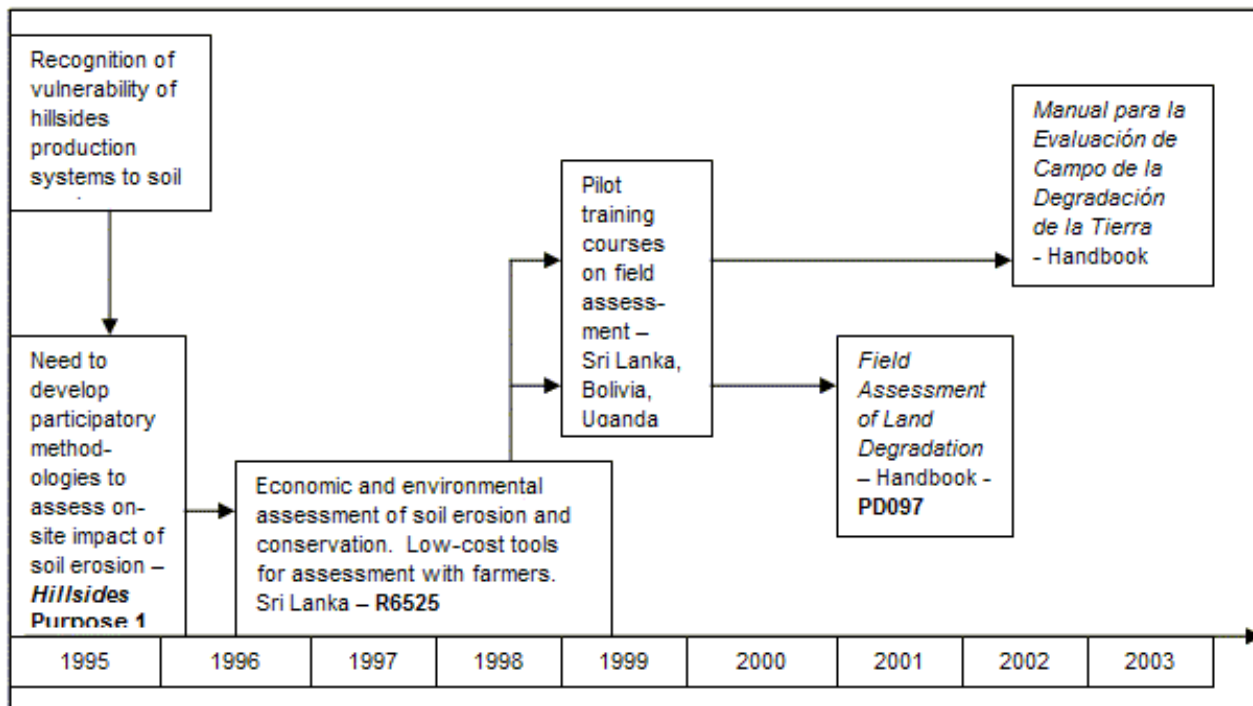 Recognition of
vulnerability of
hillsides
production
systems to soil
Manual para la
Evaluación de
Campo de la
Degradación
de la Tierra
- Handbook
Pilot
training
courses
on field
assess-
ment –
Sri Lanka,
Bolivia,
Uganda
Need to
develop
participatory
method-
ologies to
assess on-
site impact of
soil erosion –
Hillsides
Purpose 1
Field
Assessment
of Land
Degradation
– Handbook -
PD097
Economic and environmental
assessment of soil erosion and
conservation.  Low-cost tools
for assessment with farmers.
Sri Lanka – R6525
1995 1996 1997 1998 1999 2000 2001 2002 2003